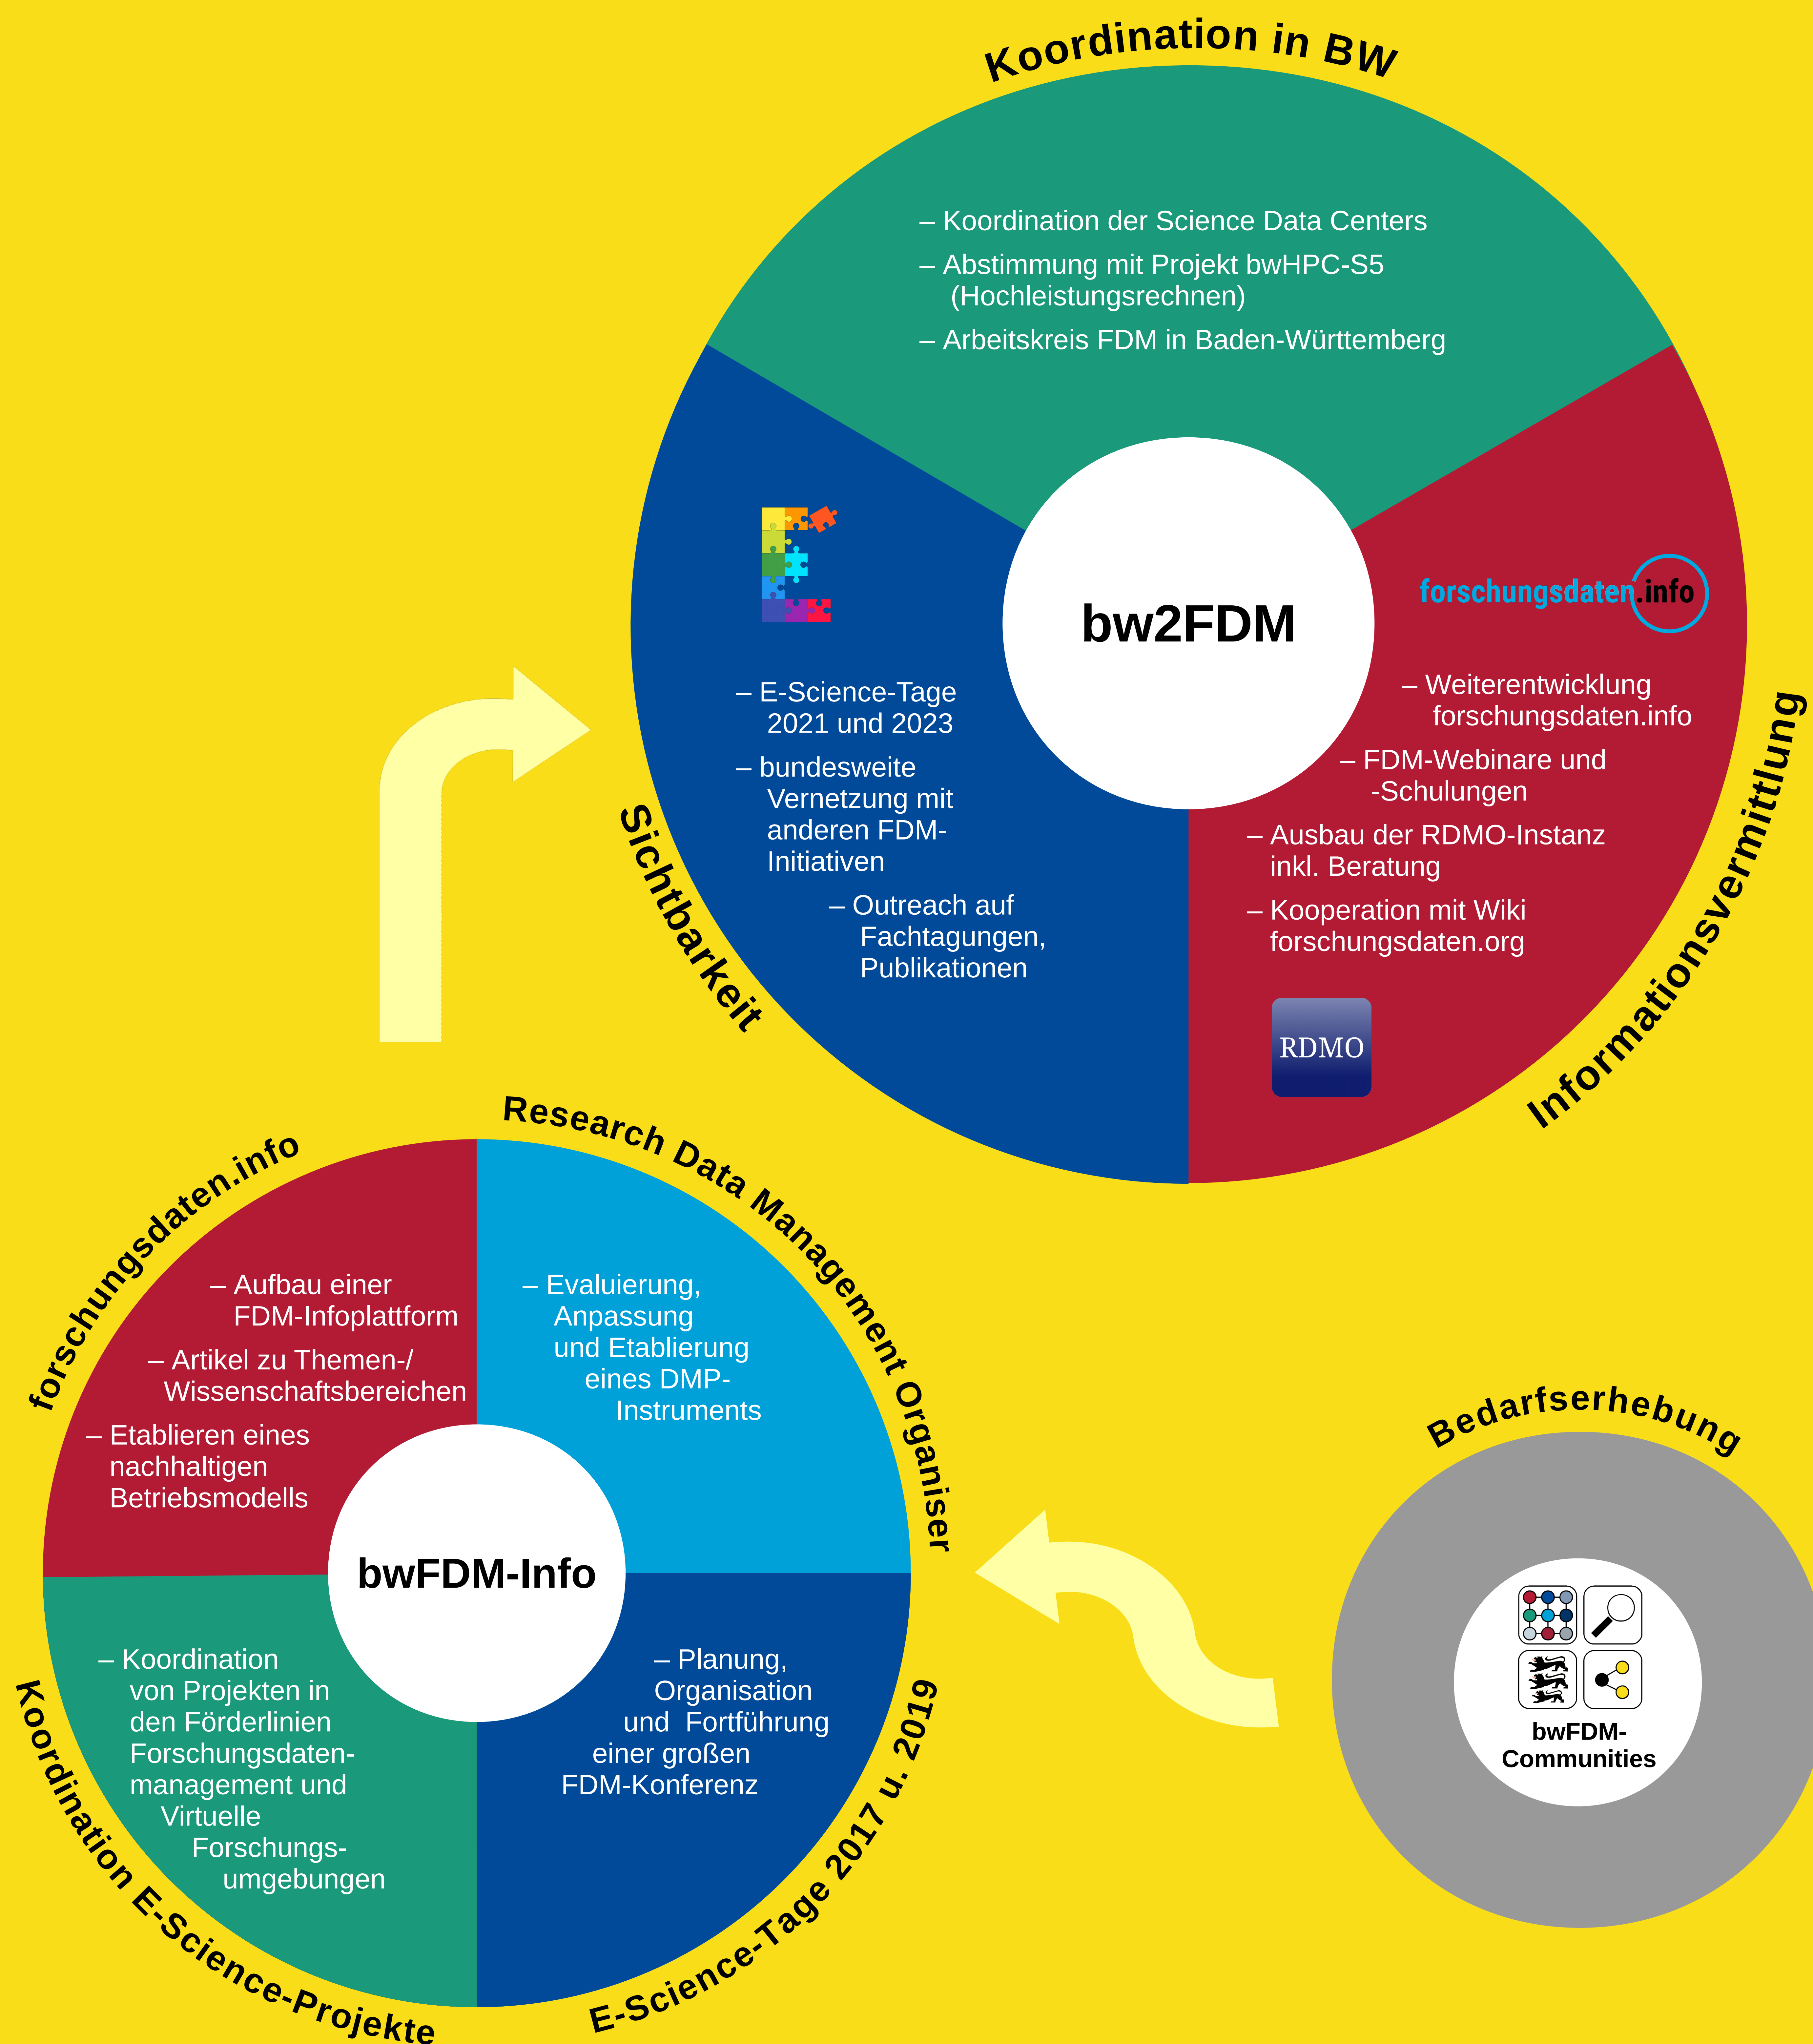 Koordination in BW
– Koordination der Science Data Centers
– Abstimmung mit Projekt bwHPC-S5
(Hochleistungsrechnen)
– Arbeitskreis FDM in Baden-Württemberg
bw2FDM
Sichtbarkeit
– E-Science-Tage
2021 und 2023
– bundesweite
Vernetzung mit
anderen FDM-
Initiativen
– Outreach auf
Fachtagungen,
Publikationen
Informationsvermittlung
forschungsdaten.info
– Weiterentwicklung
forschungsdaten.info
– FDM-Webinare und
-Schulungen
– Ausbau der RDMO-Instanz
inkl. Beratung
– Kooperation mit Wiki
forschungsdaten.org
RDMO
forschungsdaten.info
– Aufbau einer
FDM-Infoplattform
– Artikel zu Themen-/
Wissenschaftsbereichen
– Etablieren eines
nachhaltigen
Betriebsmodells
Research Data Management Organiser
– Evaluierung,
Anpassung
und Etablierung
eines DMP-
Instruments
bwFDM-Info
Koordination E-Science-Projekte
– Koordination
von Projekten in
den Förderlinien
Forschungsdaten-
management und
Virtuelle
Forschungs-
umgebungen
E-Science-Tage 2017 u. 2019
– Planung,
Organisation
und Fortführung
einer großen
FDM-Konferenz
Bedarfserhebung
bwFDM-
Communities